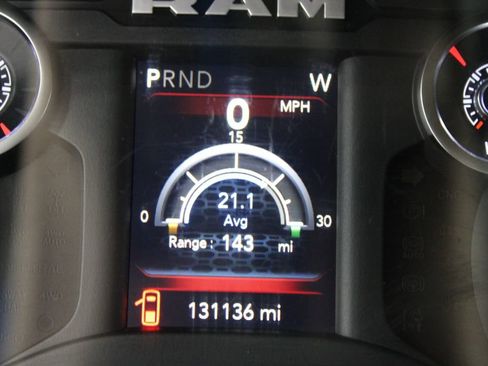 RAM
PRND W
0 MPH
15
21.1
0 Avg 30
Range : 143 mi
131136 mi